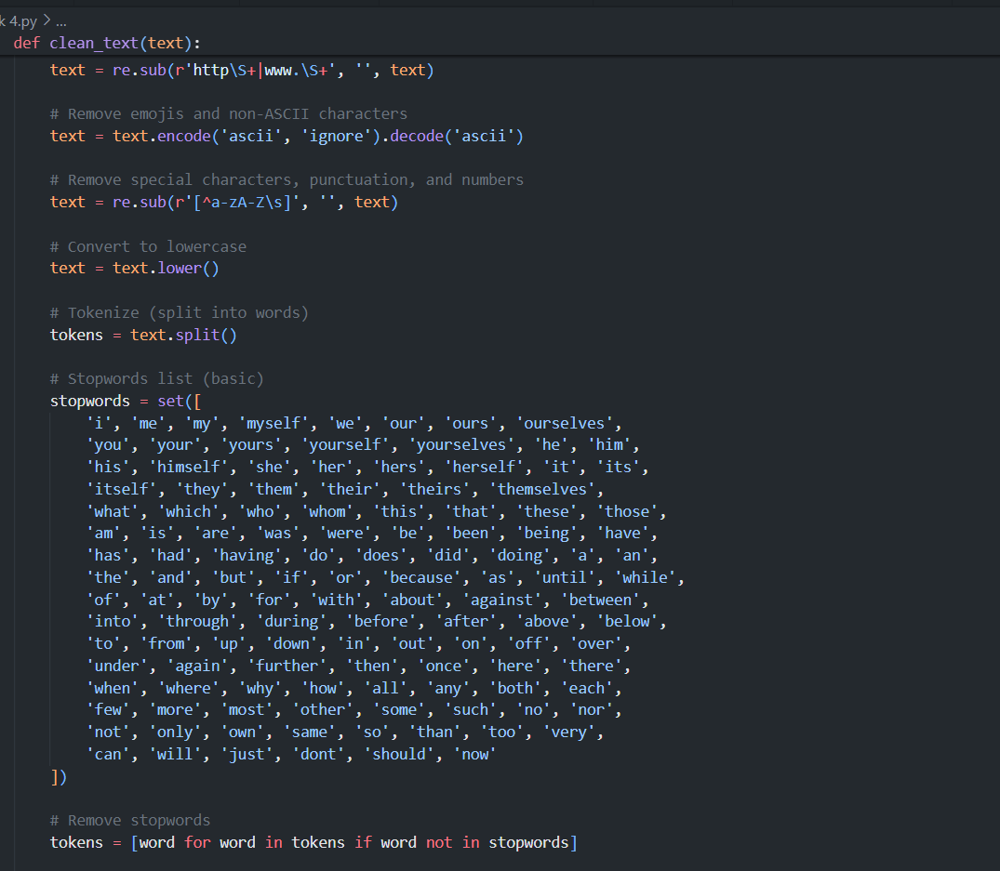 k 4.py > ...
def clean_text(text):
    text = re.sub(r'http\S+|www.\S+', '', text)
    # Remove emojis and non-ASCII characters
    text = text.encode('ascii', 'ignore').decode('ascii')
    # Remove special characters, punctuation, and numbers
    text = re.sub(r'[^a-zA-Z\s]', '', text)
    # Convert to lowercase
    text = text.lower()
    # Tokenize (split into words)
    tokens = text.split()
    # Stopwords list (basic)
    stopwords = set([
        'i', 'me', 'my', 'myself', 'we', 'our', 'ours', 'ourselves',
        'you', 'your', 'yours', 'yourself', 'yourselves', 'he', 'him',
        'his', 'himself', 'she', 'her', 'hers', 'herself', 'it', 'its',
        'itself', 'they', 'them', 'their', 'theirs', 'themselves',
        'what', 'which', 'who', 'whom', 'this', 'that', 'these', 'those',
        'am', 'is', 'are', 'was', 'were', 'be', 'been', 'being', 'have',
        'has', 'had', 'having', 'do', 'does', 'did', 'doing', 'a', 'an',
        'the', 'and', 'but', 'if', 'or', 'because', 'as', 'until', 'while',
        'of', 'at', 'by', 'for', 'with', 'about', 'against', 'between',
        'into', 'through', 'during', 'before', 'after', 'above', 'below',
        'to', 'from', 'up', 'down', 'in', 'out', 'on', 'off', 'over',
        'under', 'again', 'further', 'then', 'once', 'here', 'there',
        'when', 'where', 'why', 'how', 'all', 'any', 'both', 'each',
        'few', 'more', 'most', 'other', 'some', 'such', 'no', 'nor',
        'not', 'only', 'own', 'same', 'so', 'than', 'too', 'very',
        'can', 'will', 'just', 'dont', 'should', 'now'
    ])
    # Remove stopwords
    tokens = [word for word in tokens if word not in stopwords]